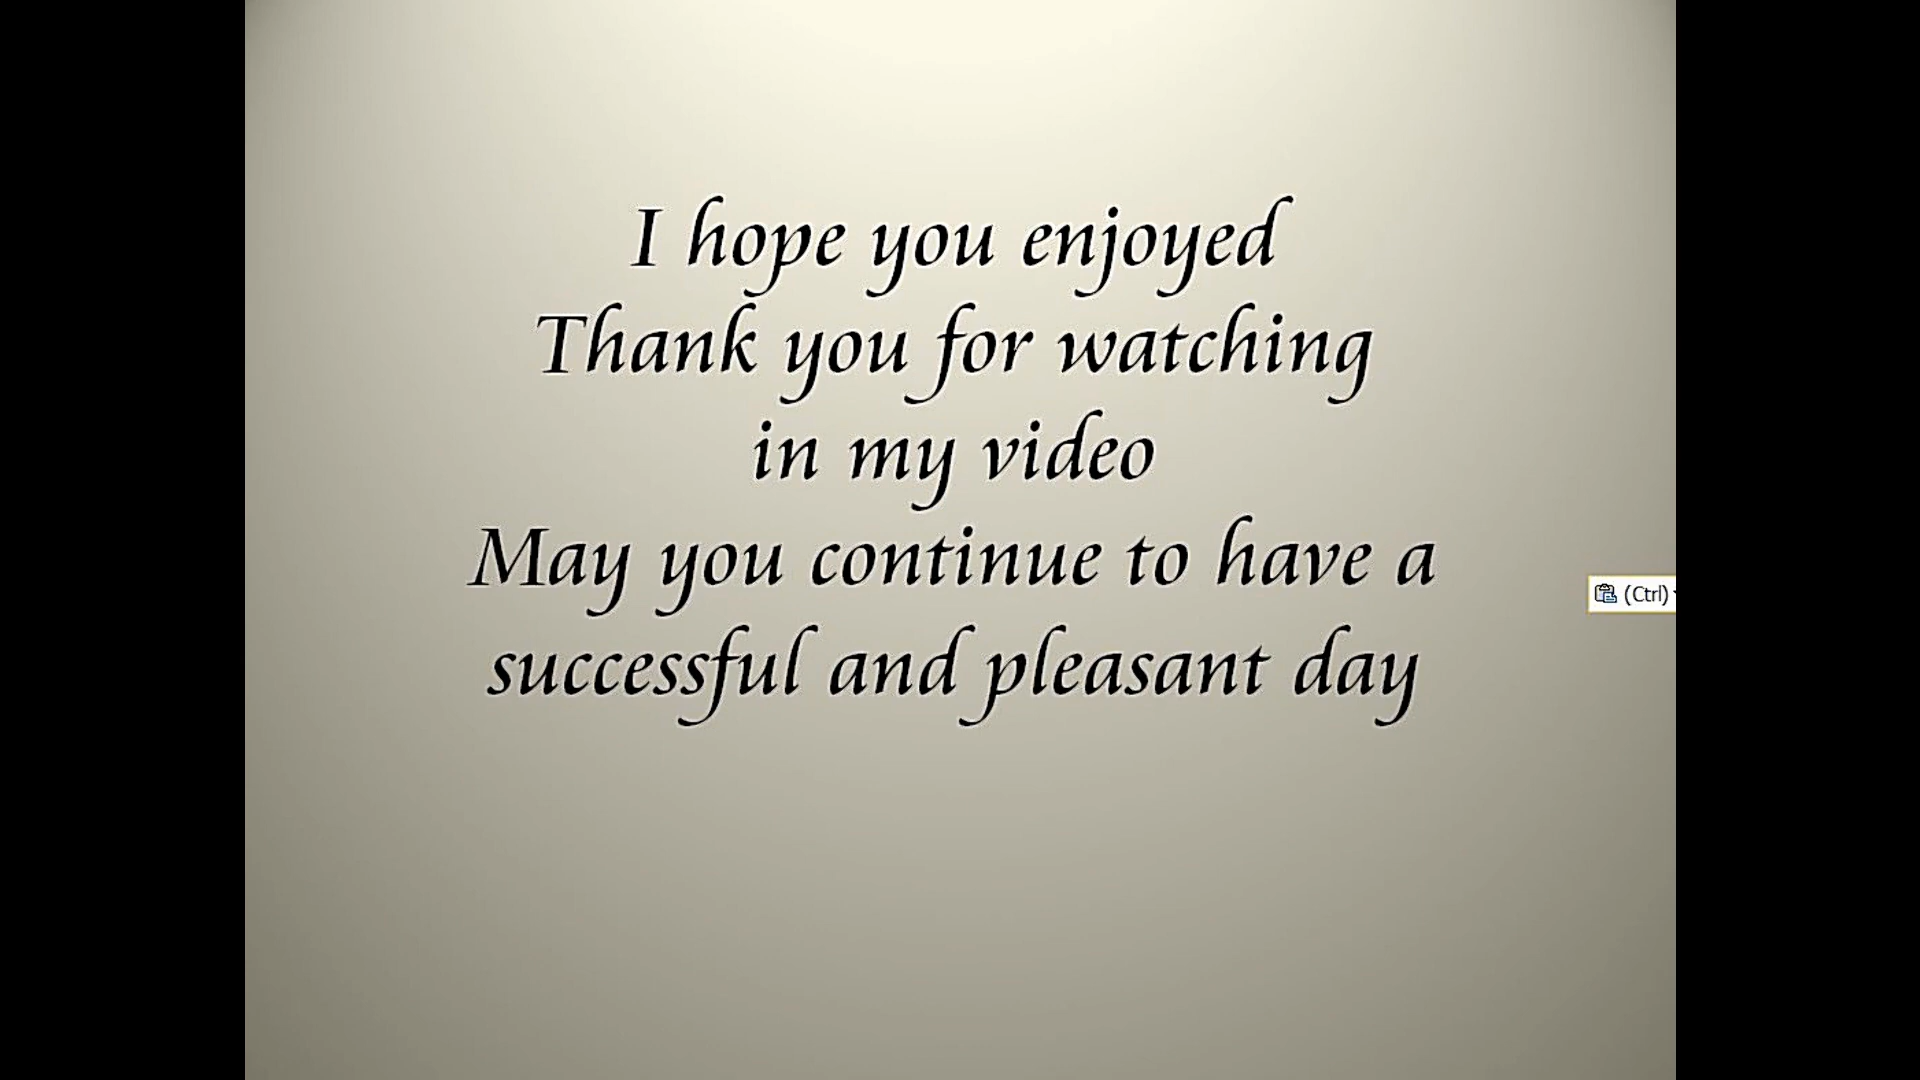 I hope you enjoyed
Thank you for watching
in my video
May you continue to have a
(Ctrl)
successful and pleasant day